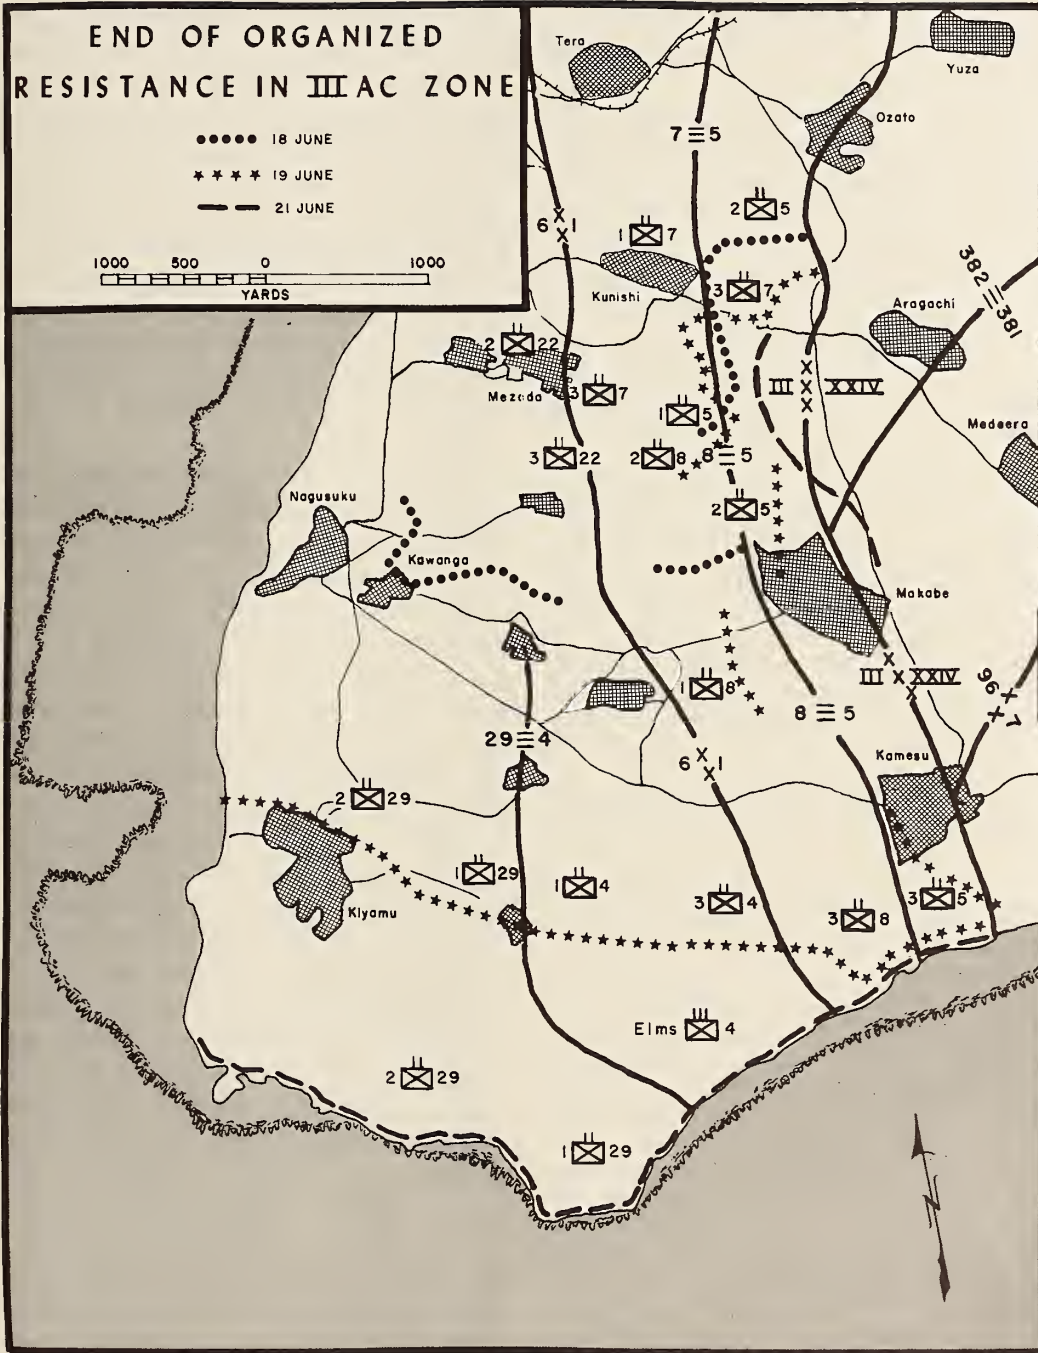 END OF ORGANIZED
RESISTANCE IN III AC ZONE
18 JUNE
19 JUNE
21 JUNE
1000 500 0 1000
YARDS
Tera
Yuza
Ozato
7 5
2 5
6 1
1 7
Kunishi
3 7
382
381
Aragachi
2 22
Mezado
3 7
III XXIV
1 5
Medeera
3 22
2 8
8 5
Nagusuku
2 5
Kawanga
Makabe
1 8
III XXIV
96
7
8 5
29 4
6 1
Kamesu
2 29
1 29
1 4
3 4
3 8
3 5
Kiyamu
Elms 4
2 29
1 29
N